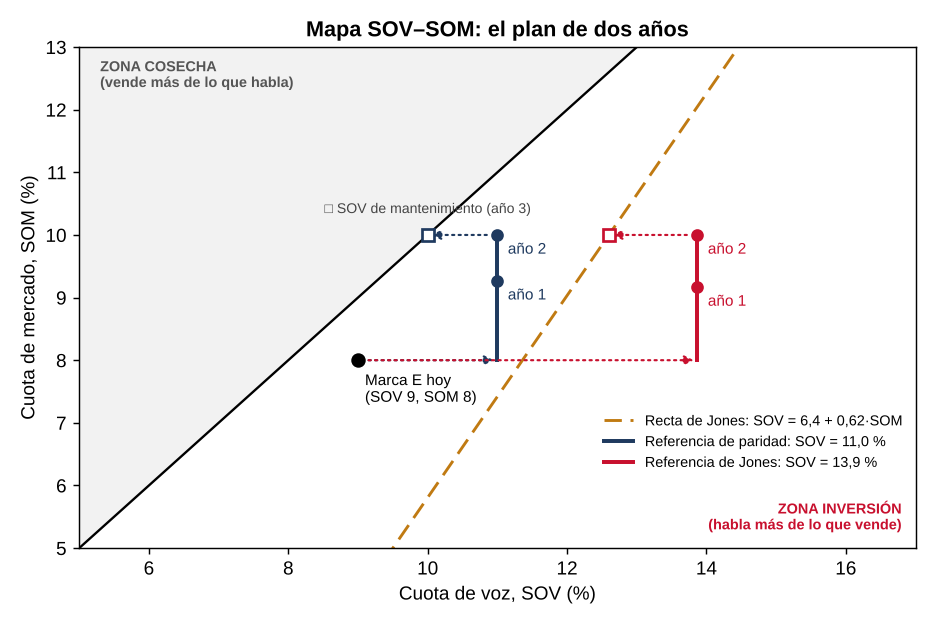 Mapa SOV–SOM: el plan de dos años
ZONA COSECHA
(vende más de lo que habla)
□ SOV de mantenimiento (año 3)
año 2
año 1
año 2
año 1
Marca E hoy
(SOV 9, SOM 8)
Recta de Jones: SOV = 6,4 + 0,62·SOM
Referencia de paridad: SOV = 11,0 %
Referencia de Jones: SOV = 13,9 %
ZONA INVERSIÓN
(habla más de lo que vende)
Cuota de mercado, SOM (%)
13
12
11
10
9
8
7
6
5
6
8
10
12
14
16
Cuota de voz, SOV (%)